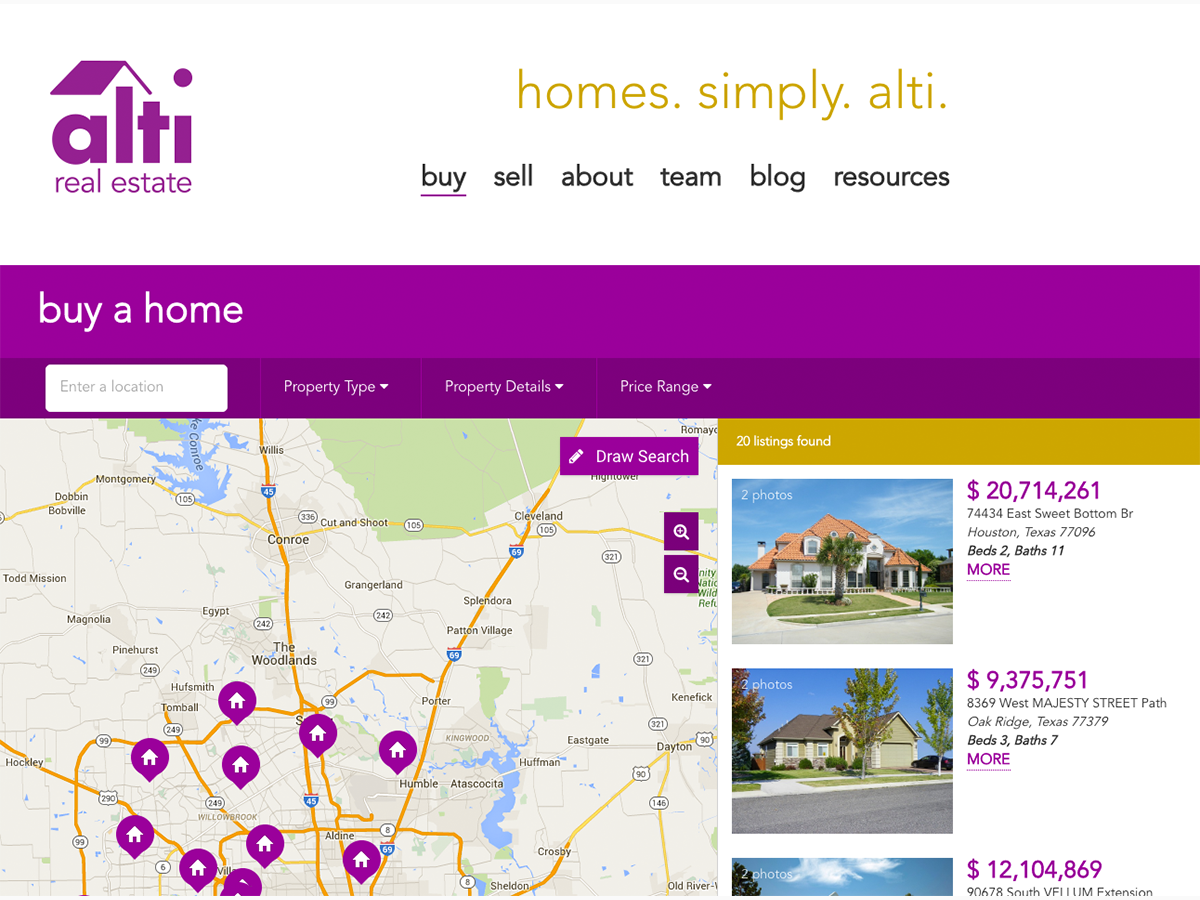 alti
real estate
homes. simply. alti.
buy sell about team blog resources
buy a home
Enter a location
Property Type
Property Details
Price Range
Draw Search
Romayo
Willis
Conroe
Montgomery
45
105
Hightower
Dobbin
Bobville
336
Cut and Shoot
105
Cleveland
105
Conroe
69
321
Todd Mission
Grangerland
Splendora
Egypt
242
242
Magnolia
Patton Village
The
Woodlands
Pinehurst
249
69
321
Hufsmith
Tomball
99
Porter
Kenefick
249
321
99
KINGWOOD
Eastgate
Dayton
90
Hockley
Huffman
90
Humble
Atascocita
290
249
45
146
WILLOWBROOK
8
Aldine
99
69
Crosby
6
8
Sheldon
Old River-
20 listings found
2 photos
$ 20,714,261
74434 East Sweet Bottom Br
Houston, Texas 77096
Beds 2, Baths 11
MORE
2 photos
$ 9,375,751
8369 West MAJESTY STREET Path
Oak Ridge, Texas 77379
Beds 3, Baths 7
MORE
2 photos
$ 12,104,869
90678 South VELLUM Extension